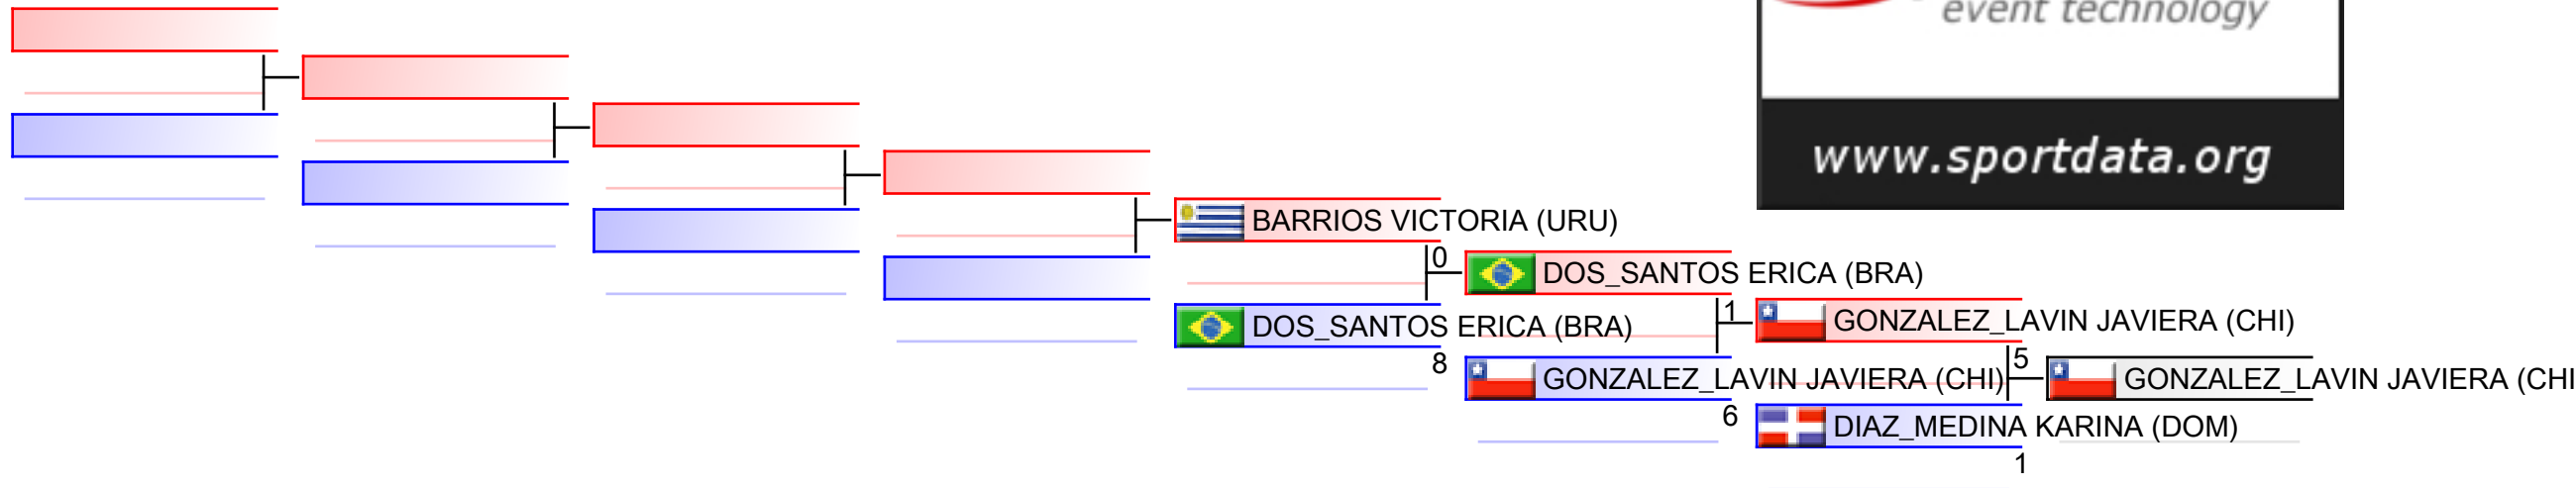 event technology
www.sportdata.org
BARRIOS VICTORIA (URU)
0
DOS_SANTOS ERICA (BRA)
DOS_SANTOS ERICA (BRA)
8
1
GONZALEZ_LAVIN JAVIERA (CHI)
GONZALEZ_LAVIN JAVIERA (CHI)
6
5
GONZALEZ_LAVIN JAVIERA (CHI
DIAZ_MEDINA KARINA (DOM)
1